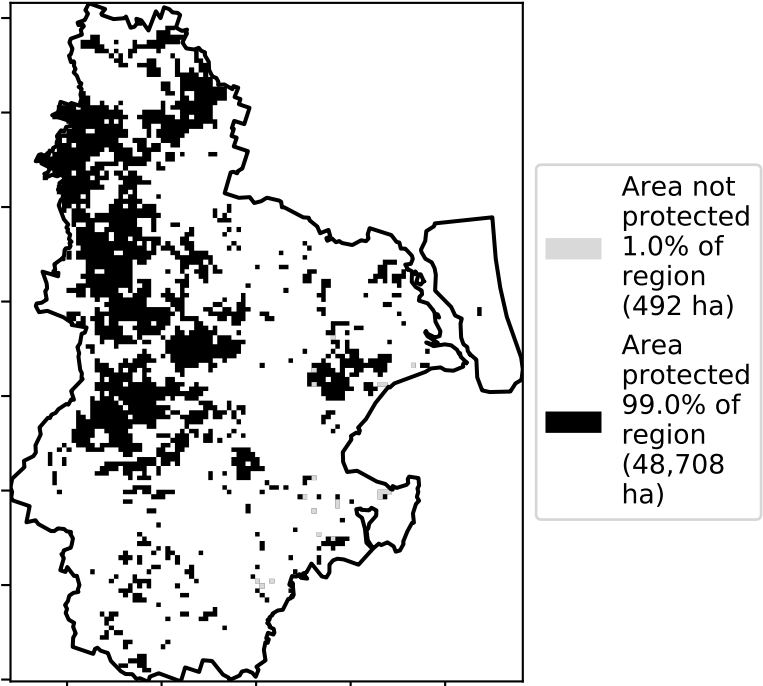 Area not
protected
1.0% of
region
(492 ha)
Area
protected
99.0% of
region
(48,708
ha)